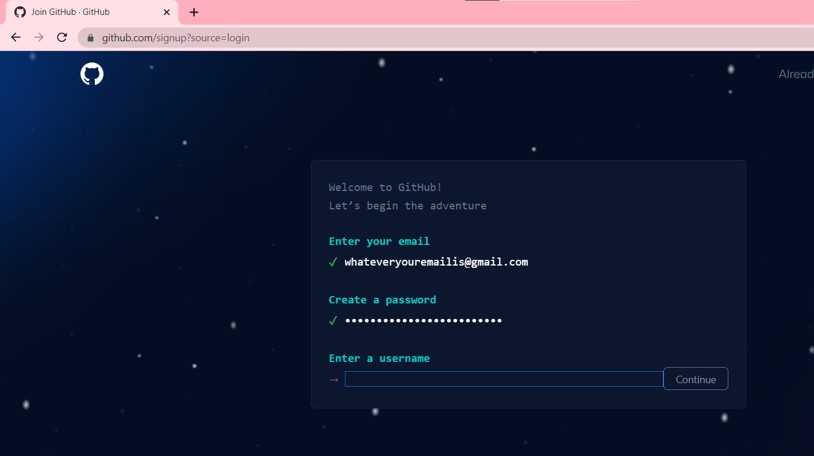 Join GitHub · GitHub
github.com/signup?source=login
Alread
Welcome to GitHub!
Let's begin the adventure
Enter your email
✓ whateveryouremailis@gmail.com
Create a password
✓ •••••••••••••••••••••••••
Enter a username
→
Continue